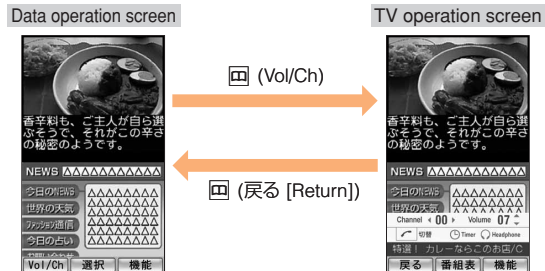 Data operation screen
TV operation screen
(Vol/Ch)
(戻る [Return])
香辛料も、ご主人が自ら選
ぶそうで、それがこの辛さ
の秘密のようです。
NEWS △△△△△△△△△△△
今日のNEWS
世界の天気
ファッション通信
今日の占い
Vol/Ch 選択 機能
香辛料も、ご主人が自ら選
ぶそうで、それがこの辛さ
の秘密のようです。
NEWS △△△△△△△△△△△
今日のNEWS
世界の天気
Channel 00 Volume 07
切替 Timer Headphone
特選！ カレーならこのお店/C
戻る 番組表 機能